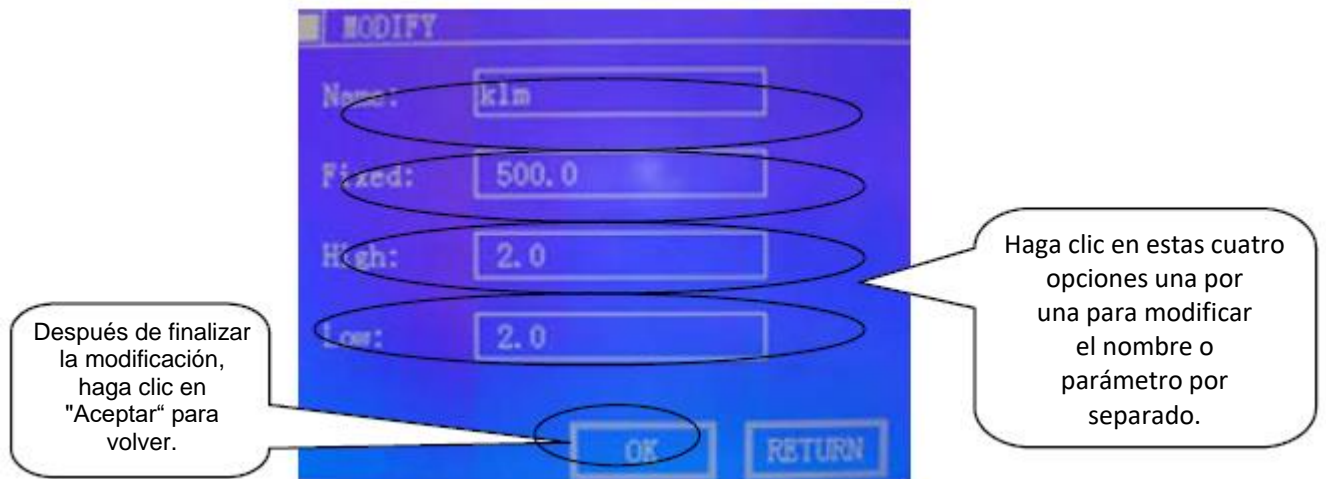 MODIFY
Name: klm
Fixed: 500.0
High: 2.0
Low: 2.0
OK RETURN
Haga clic en estas cuatro
opciones una por
una para modificar
el nombre o
parámetro por
separado.
Después de finalizar
la modificación,
haga clic en
"Aceptar“ para
volver.